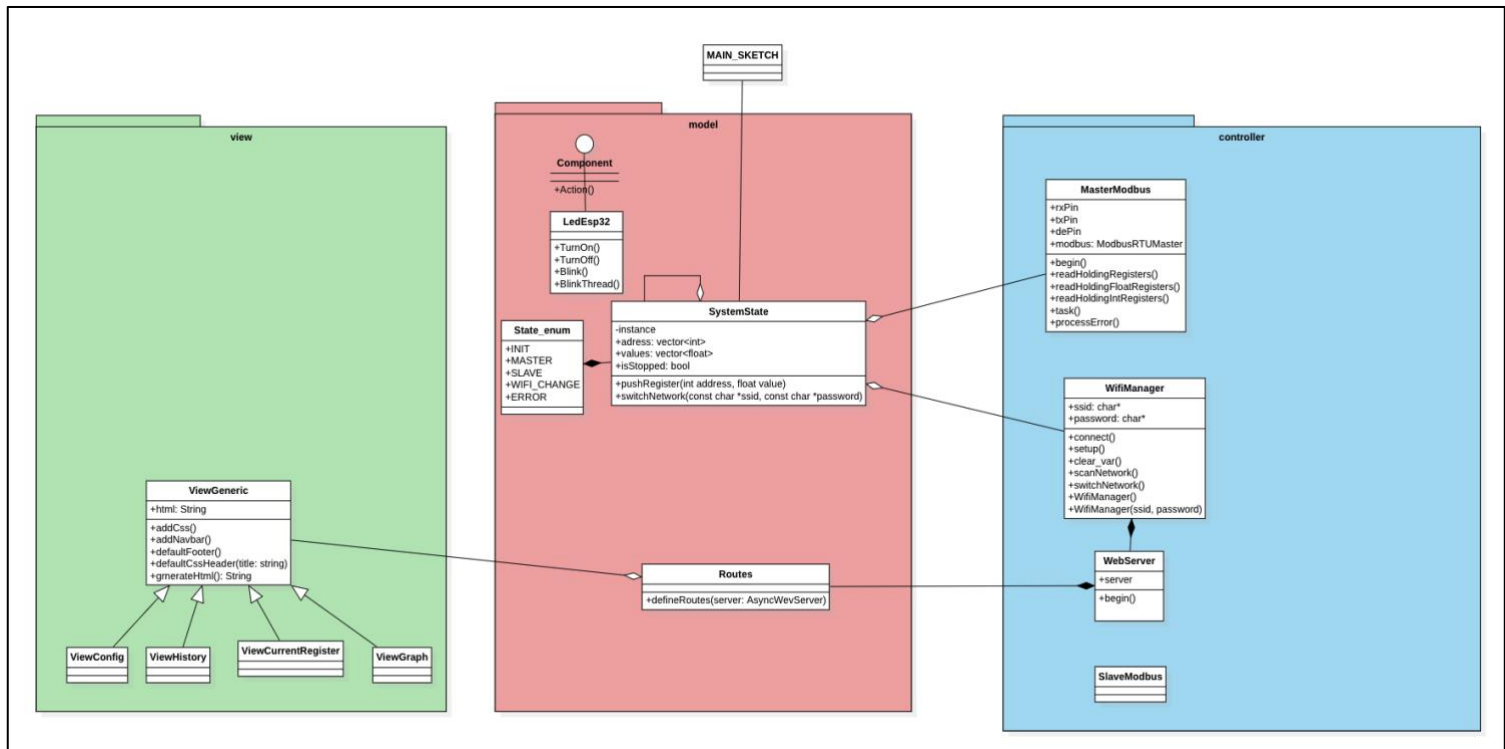 MAIN_SKETCH
view
ViewGeneric
+html: String
+addCss()
+addNavbar()
+defaultFooter()
+defaultCssHeader(title: string)
+grnerateHtml(): String
ViewConfig
ViewHistory
ViewCurrentRegister
ViewGraph
model
Component
+Action()
LedEsp32
+TurnOn()
+TurnOff()
+Blink()
+BlinkThread()
State_enum
+INIT
+MASTER
+SLAVE
+WIFI_CHANGE
+ERROR
SystemState
-instance
+adress: vector<int>
+values: vector<float>
+isStopped: bool
+pushRegister(int address, float value)
+switchNetwork(const char *ssid, const char *password)
Routes
+defineRoutes(server: AsyncWevServer)
controller
MasterModbus
+rxPin
+txPin
+dePin
+modbus: ModbusRTUMaster
+begin()
+readHoldingRegisters()
+readHoldingFloatRegisters()
+readHoldingIntRegisters()
+task()
+processError()
WifiManager
+ssid: char*
+password: char*
+connect()
+setup()
+clear_var()
+scanNetwork()
+switchNetwork()
+WifiManager()
+WifiManager(ssid, password)
WebServer
+server
+begin()
SlaveModbus